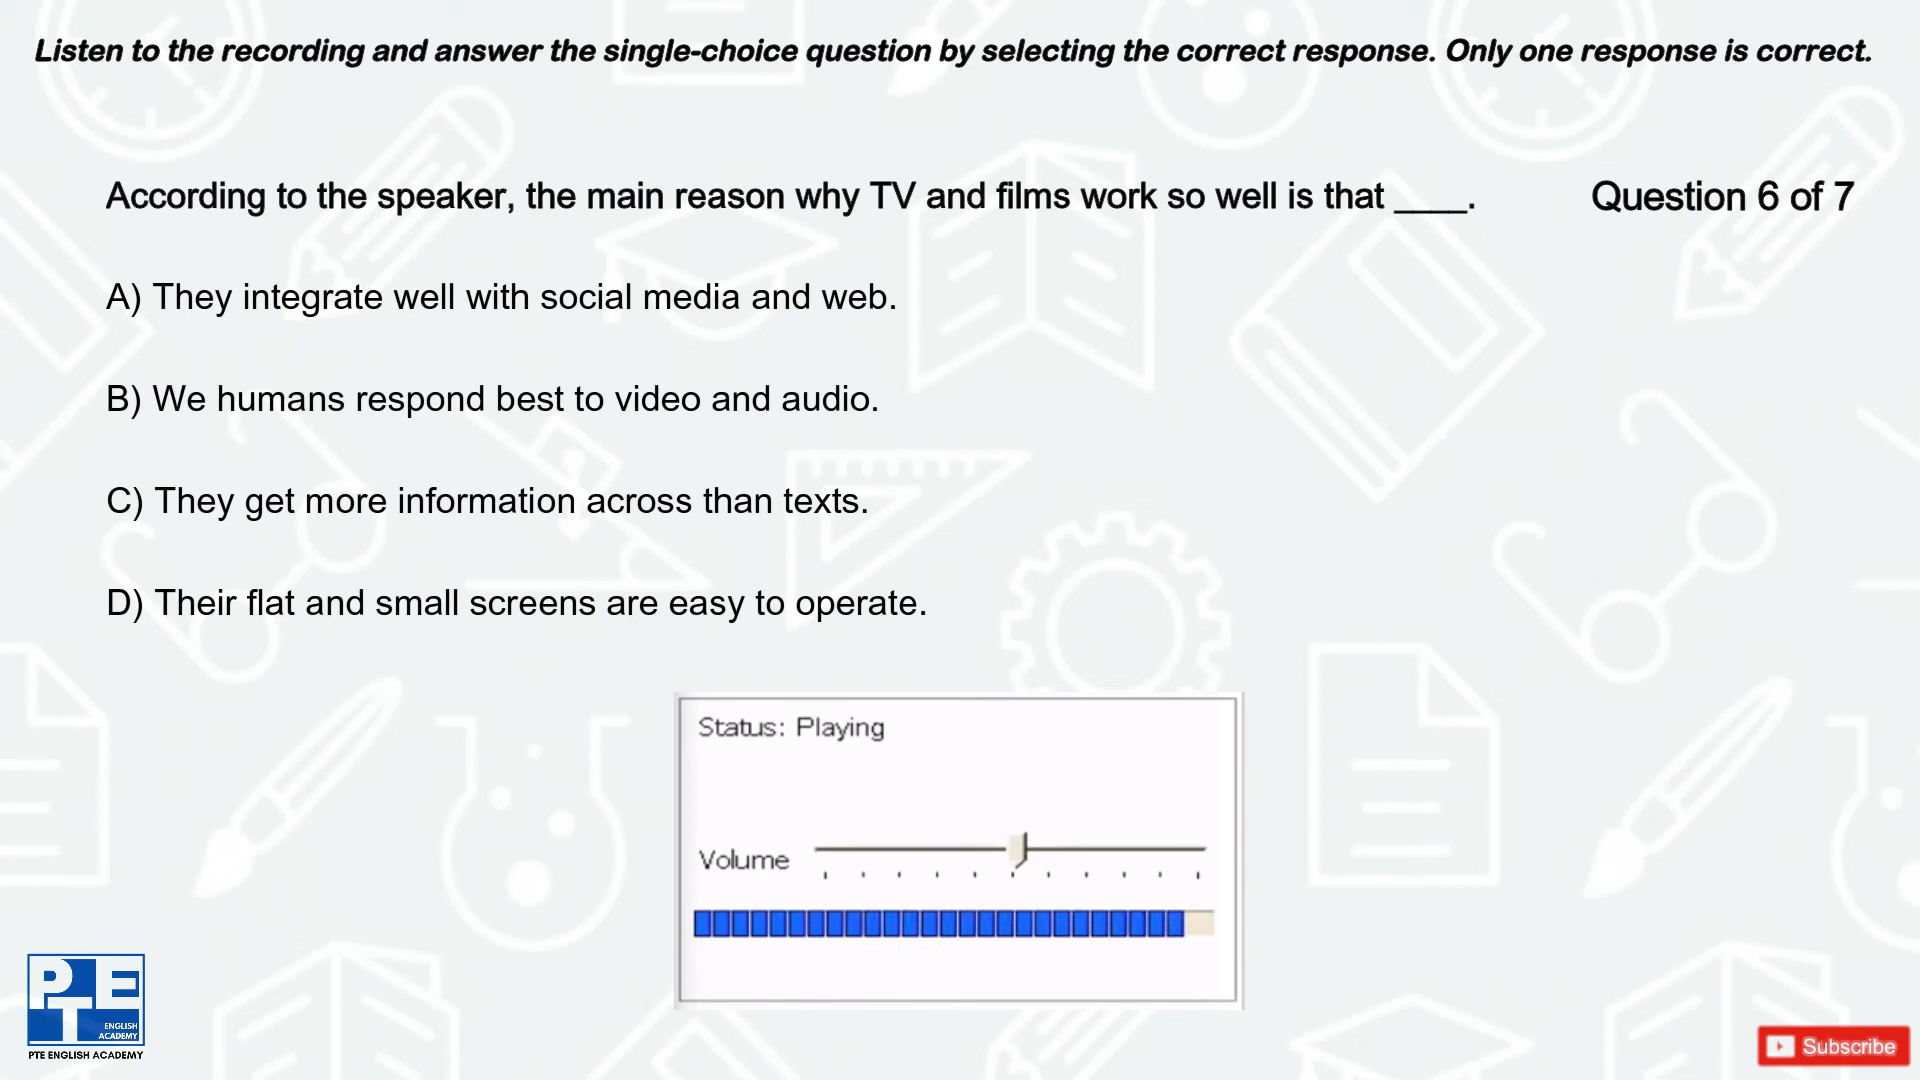 Listen to the recording and answer the single-choice question by selecting the correct response. Only one response is correct.
According to the speaker, the main reason why TV and films work so well is that ____.
Question 6 of 7
A) They integrate well with social media and web.
B) We humans respond best to video and audio.
C) They get more information across than texts.
D) Their flat and small screens are easy to operate.
Status: Playing
Volume
PTE
ENGLISH
ACADEMY
PTE ENGLISH ACADEMY
Subscribe